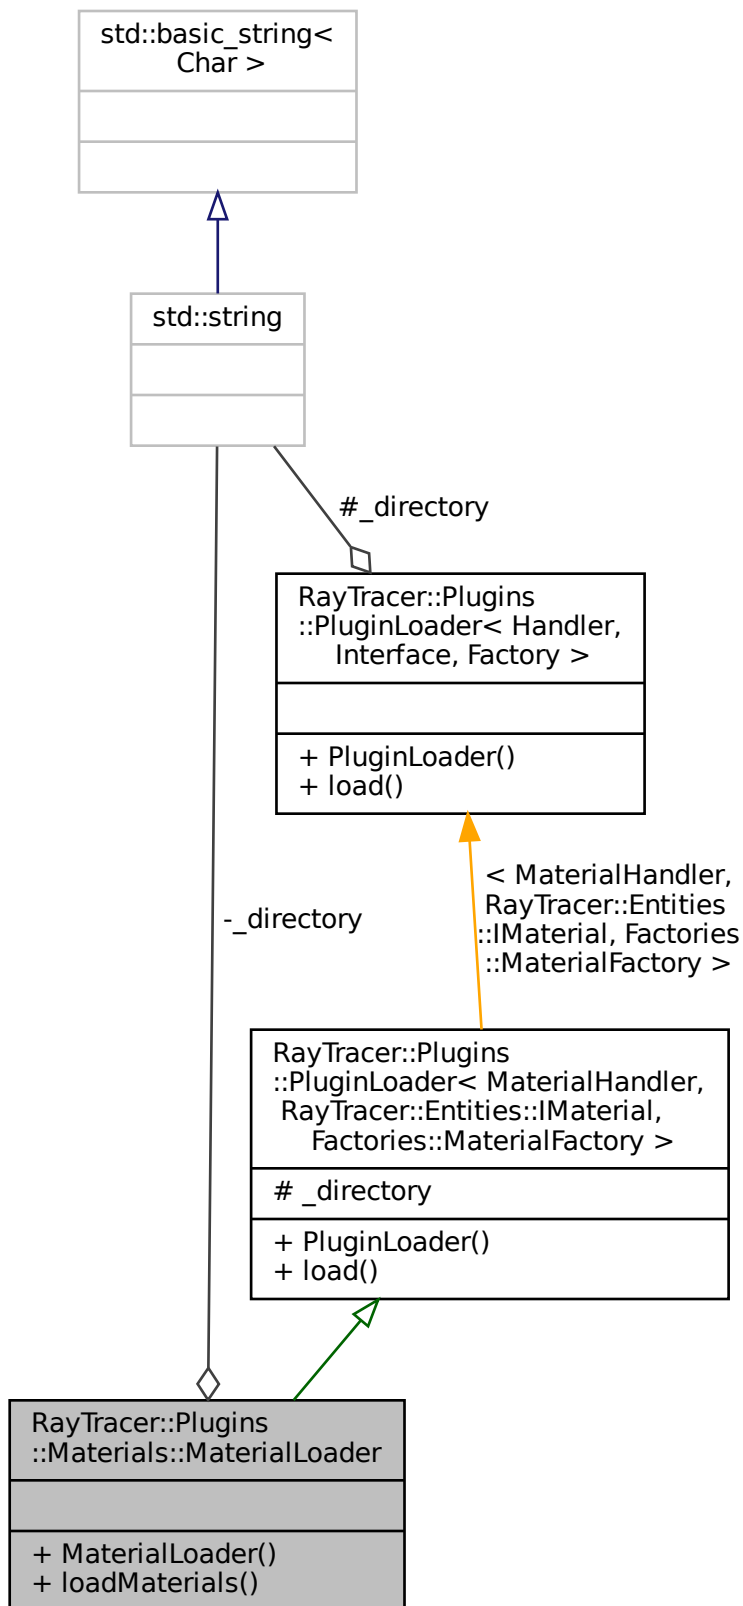 std::basic_string<
Char >
std::string
#_directory
RayTracer::Plugins
::PluginLoader< Handler,
Interface, Factory >
+ PluginLoader()
+ load()
-_directory
< MaterialHandler,
RayTracer::Entities
::IMaterial, Factories
::MaterialFactory >
RayTracer::Plugins
::PluginLoader< MaterialHandler,
RayTracer::Entities::IMaterial,
Factories::MaterialFactory >
# _directory
+ PluginLoader()
+ load()
RayTracer::Plugins
::Materials::MaterialLoader
+ MaterialLoader()
+ loadMaterials()